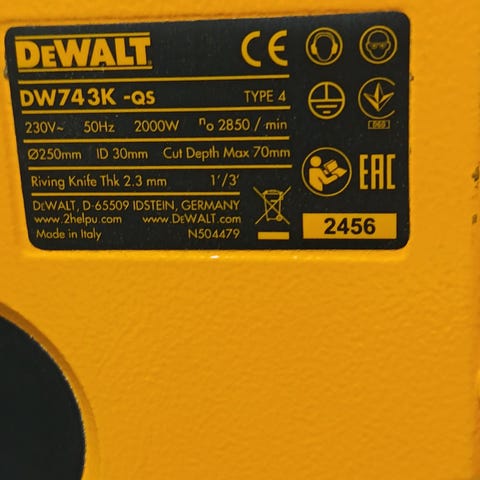 DEWALT
CE
DW743K -QS TYPE 4
230V~ 50Hz 2000W no 2850 / min
Ø250mm ID 30mm Cut Depth Max 70mm
Riving Knife Thk 2.3 mm 1'/3'
DEWALT, D-65509 IDSTEIN, GERMANY
www.2helpu.com www.DEWALT.com
Made in Italy N504479
060
EAC
2456